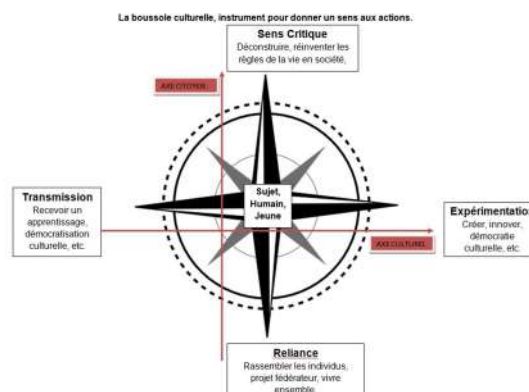 La boussole culturelle, instrument pour donner un sens aux actions.
Sens Critique
Déconstruire, réinventer les
règles de la vie en société,
AXE CITOYEN
Transmission
Recevoir un
apprentissage,
démocratisation
culturelle, etc.
Sujet,
Humain,
Jeune
Expérimentation
Créer, innover,
démocratie
culturelle, etc.
AXE CULTUREL
Reliance
Rassembler les individus,
projet fédérateur, vivre
ensemble